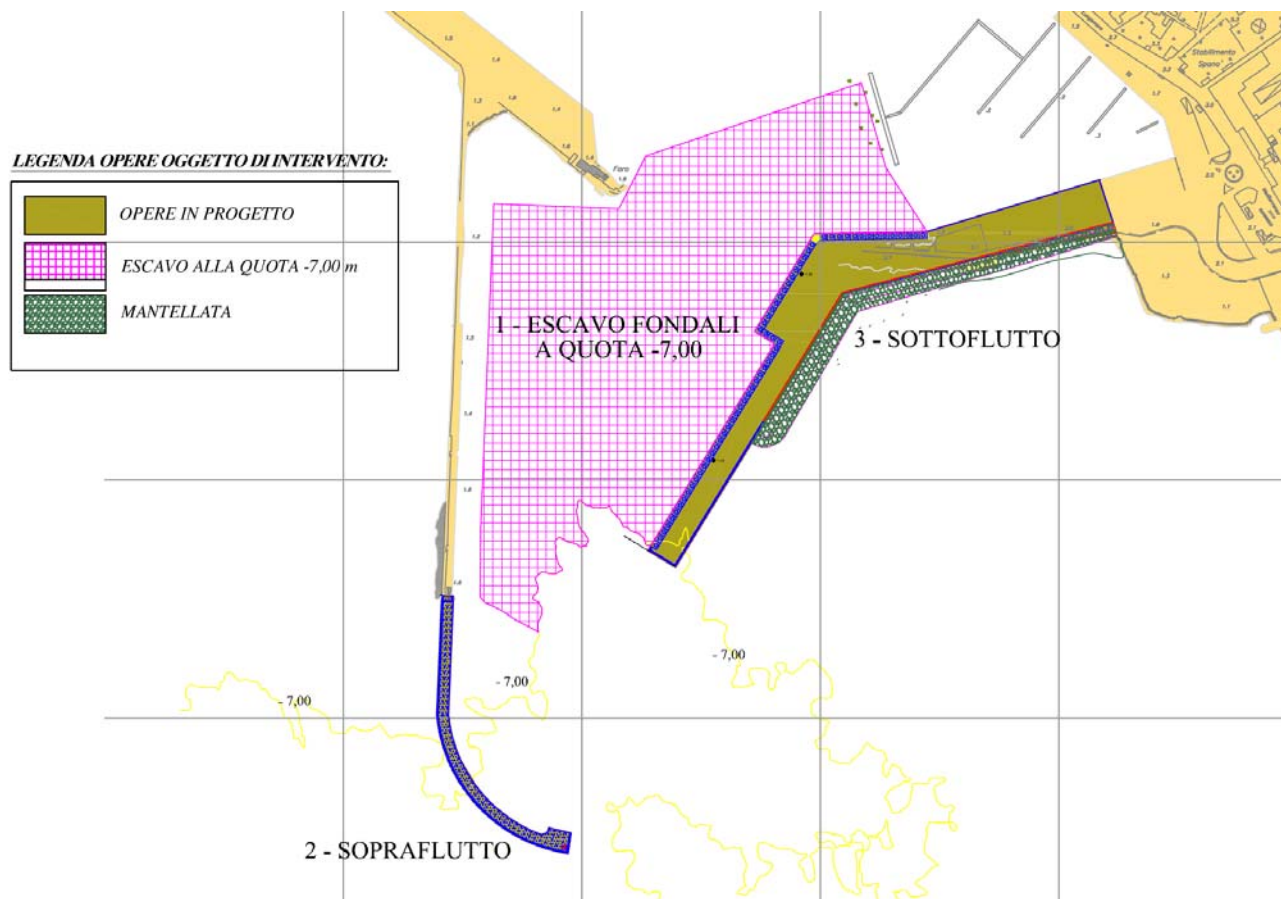 LEGENDA OPERE OGGETTO DI INTERVENTO:
OPERE IN PROGETTO
ESCAVO ALLA QUOTA -7,00 m
MANTELLATA
Stabilimento
Spano'
Faro
1 - ESCAVO FONDALI
A QUOTA -7,00
3 - SOTTOFLUTTO
- 7,00
- 7,00
- 7,00
2 - SOPRAFLUTTO